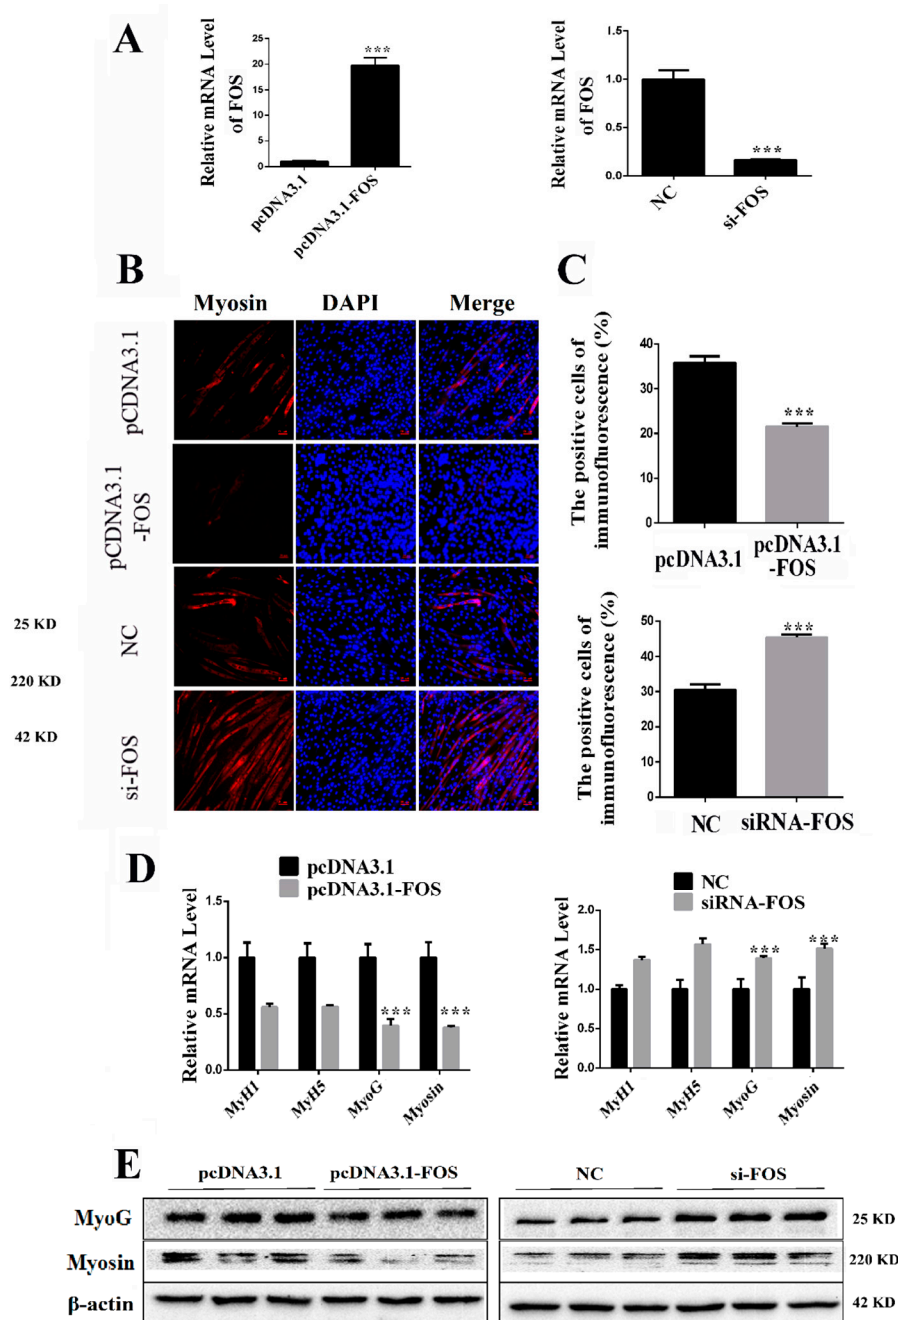 A
Relative mRNA Level
of FOS
25
20
15
10
5
0
***
pcDNA3.1
pcDNA3.1-FOS
Relative mRNA Level
of FOS
1.5
1.0
0.5
0.0
***
NC
si-FOS
B
Myosin DAPI Merge
pCDNA3.1
pCDNA3.1
-FOS
NC
si-FOS
25 KD
220 KD
42 KD
C
The positive cells of
immunofluorescence (%)
40
30
20
10
0
***
pcDNA3.1 pcDNA3.1
-FOS
The positive cells of
immunofluorescence (%)
50
40
30
20
10
0
***
NC siRNA-FOS
D
pcDNA3.1
pcDNA3.1-FOS
Relative mRNA Level
1.5
1.0
0.5
0.0
*** ***
MyH1 MyH5 MyoG Myosin
NC
siRNA-FOS
Relative mRNA Level
2.0
1.5
1.0
0.5
0.0
*** ***
MyH1 MyH5 MyoG Myosin
E
pcDNA3.1 pcDNA3.1-FOS NC si-FOS
MyoG 25 KD
Myosin 220 KD
β-actin 42 KD